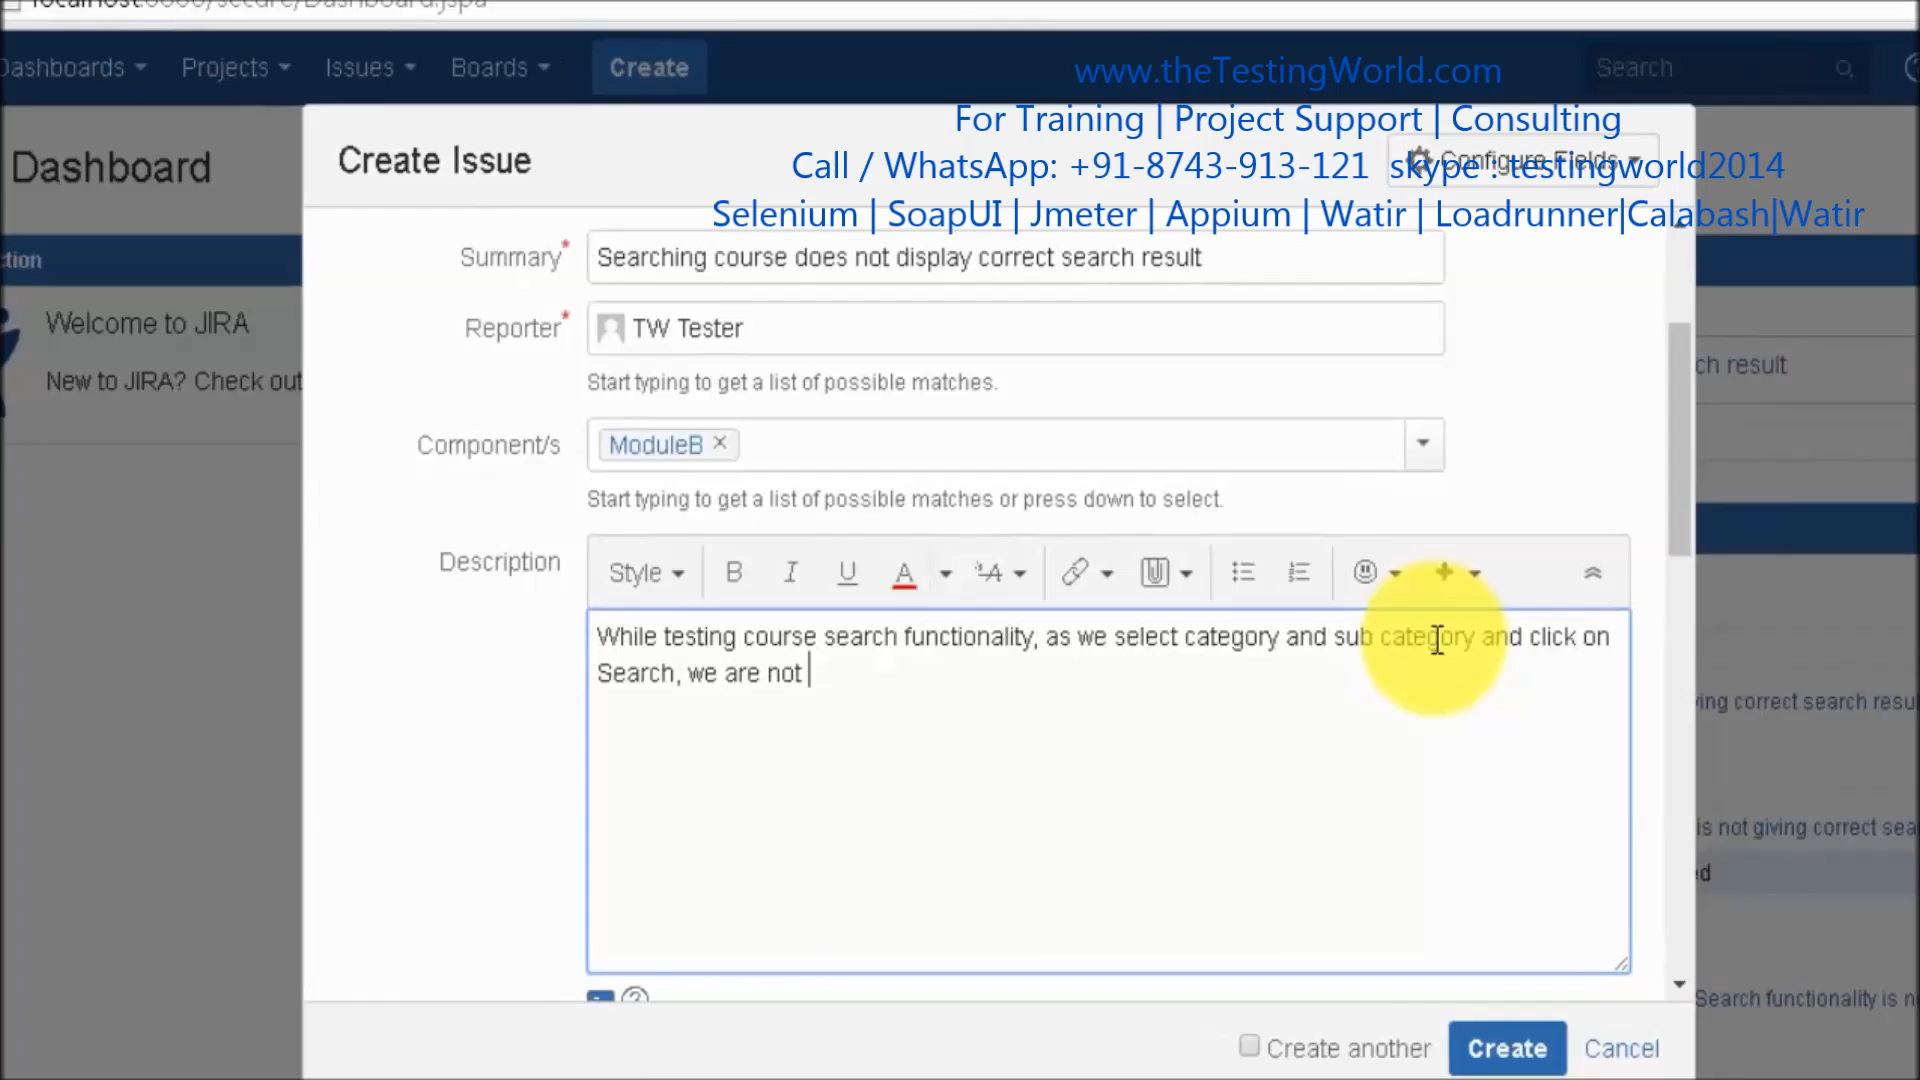 Dashboards Projects Issues Boards Create Search
www.theTestingWorld.com
For Training | Project Support | Consulting
Call / WhatsApp: +91-8743-913-121 skype : testingworld2014
Selenium | SoapUI | Jmeter | Appium | Watir | Loadrunner|Calabash|Watir
Dashboard
Create Issue
Configure Fields
ction
Summary* Searching course does not display correct search result
Welcome to JIRA
Reporter* TW Tester
ch result
New to JIRA? Check out
Start typing to get a list of possible matches.
Component/s ModuleB ×
Start typing to get a list of possible matches or press down to select.
Description Style B I U A
While testing course search functionality, as we select category and sub category and click on
Search, we are not
ving correct search resu
is not giving correct sea
ed
Search functionality is n
Create another Create Cancel